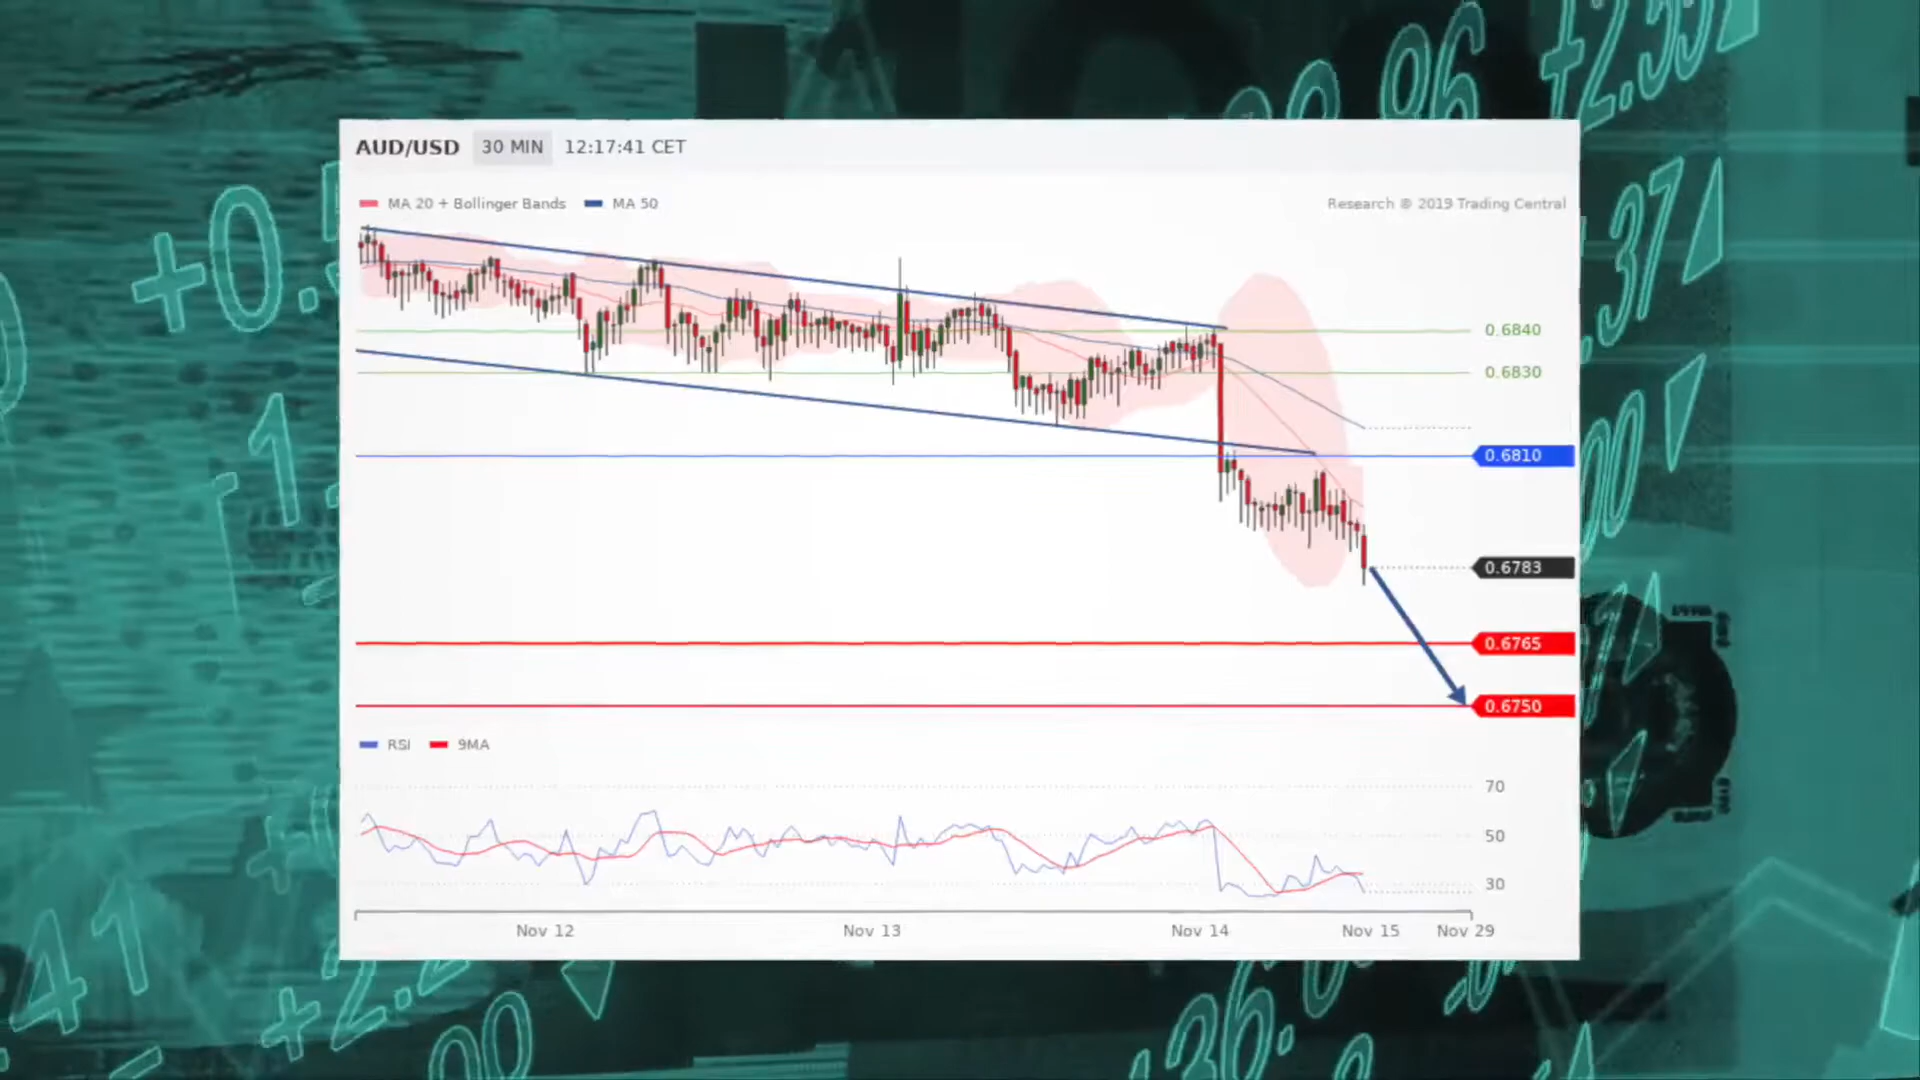 AUD/USD 30 MIN 12:17:41 CET
MA 20 + Bollinger Bands MA 50 Research © 2019 Trading Central
0.6840
0.6830
0.6810
0.6783
0.6765
0.6750
RSI 9MA
70
50
30
Nov 12 Nov 13 Nov 14 Nov 15 Nov 29